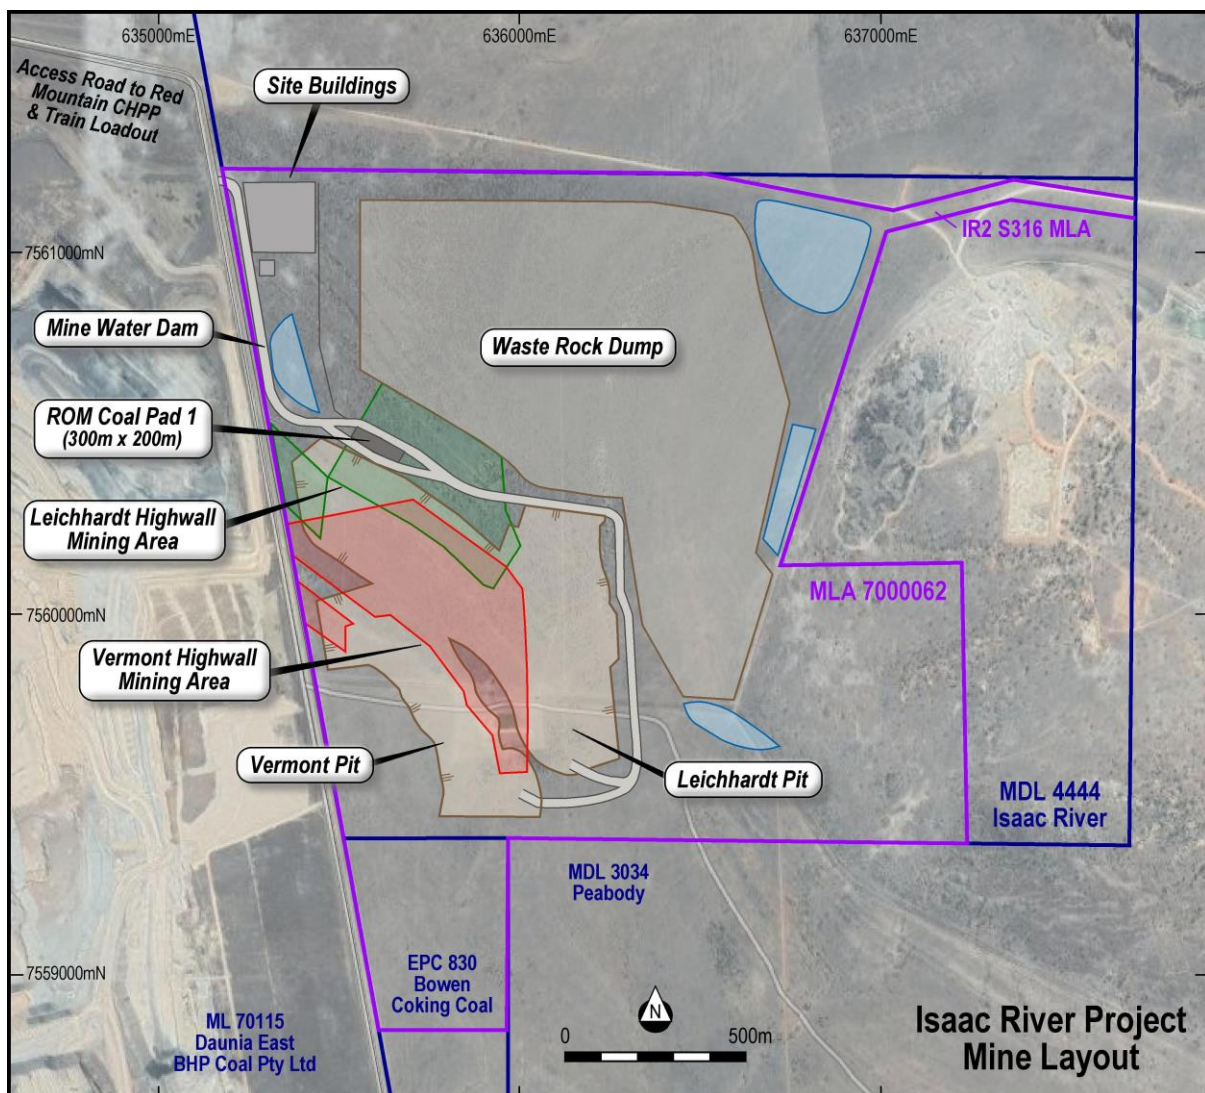 635000mE
636000mE
637000mE
Access Road to Red
Mountain CHPP
& Train Loadout
Site Buildings
IR2 S316 MLA
7561000mN
Mine Water Dam
Waste Rock Dump
ROM Coal Pad 1
(300m x 200m)
Leichhardt Highwall
Mining Area
MLA 7000062
7560000mN
Vermont Highwall
Mining Area
Vermont Pit
Leichhardt Pit
MDL 4444
Isaac River
MDL 3034
Peabody
EPC 830
Bowen
Coking Coal
7559000mN
ML 70115
Daunia East
BHP Coal Pty Ltd
N
0
500m
Isaac River Project
Mine Layout